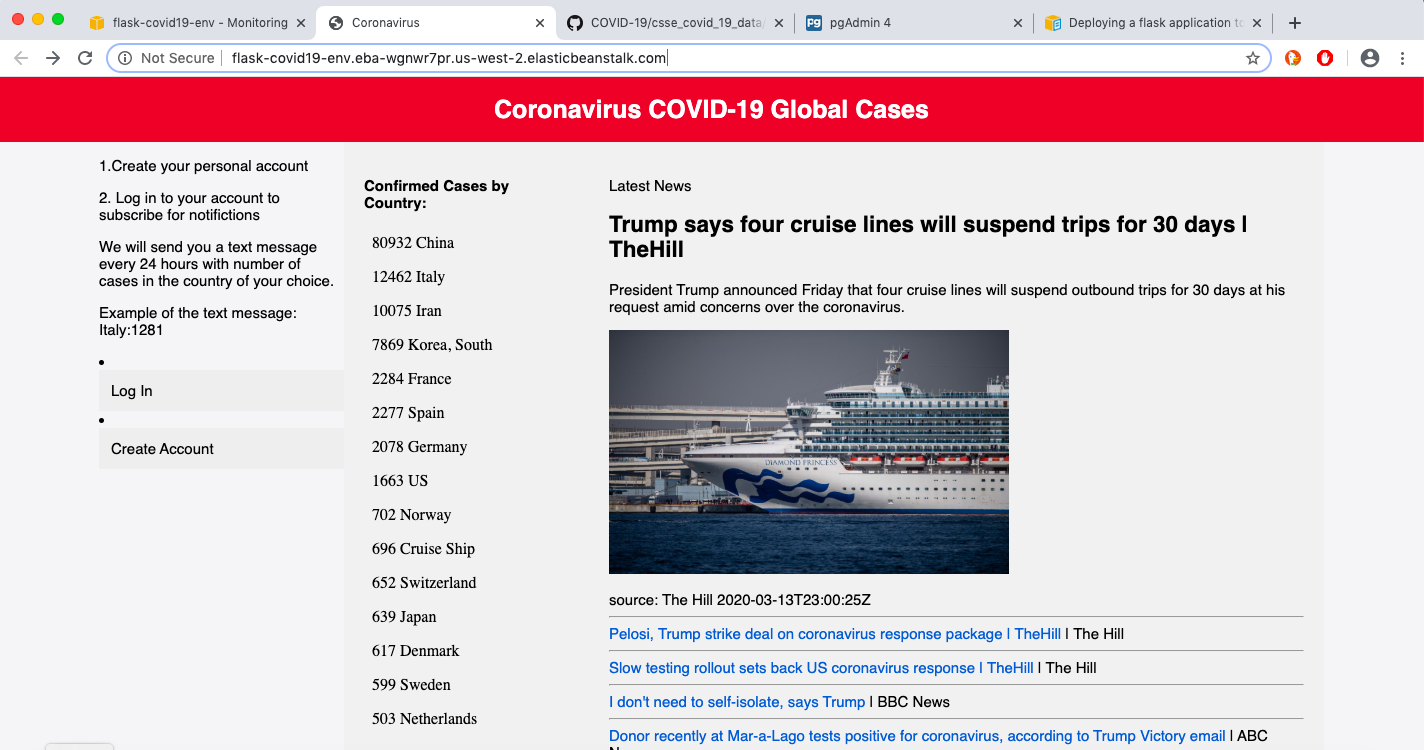 flask-covid19-env - Monitoring
Coronavirus
COVID-19/csse_covid_19_data/
Pg pgAdmin 4
Deploying a flask application to
Not Secure
flask-covid19-env.eba-wgnwr7pr.us-west-2.elasticbeanstalk.com
Coronavirus COVID-19 Global Cases
1.Create your personal account
2. Log in to your account to
subscribe for notifictions
We will send you a text message
every 24 hours with number of
cases in the country of your choice.
Example of the text message:
Italy:1281
Log In
Create Account
Confirmed Cases by
Country:
80932 China
12462 Italy
10075 Iran
7869 Korea, South
2284 France
2277 Spain
2078 Germany
1663 US
702 Norway
696 Cruise Ship
652 Switzerland
639 Japan
617 Denmark
599 Sweden
503 Netherlands
Latest News
Trump says four cruise lines will suspend trips for 30 days |
TheHill
President Trump announced Friday that four cruise lines will suspend outbound trips for 30 days at his
request amid concerns over the coronavirus.
DIAMOND PRINCESS
source: The Hill 2020-03-13T23:00:25Z
Pelosi, Trump strike deal on coronavirus response package | TheHill | The Hill
Slow testing rollout sets back US coronavirus response | TheHill | The Hill
I don't need to self-isolate, says Trump | BBC News
Donor recently at Mar-a-Lago tests positive for coronavirus, according to Trump Victory email | ABC